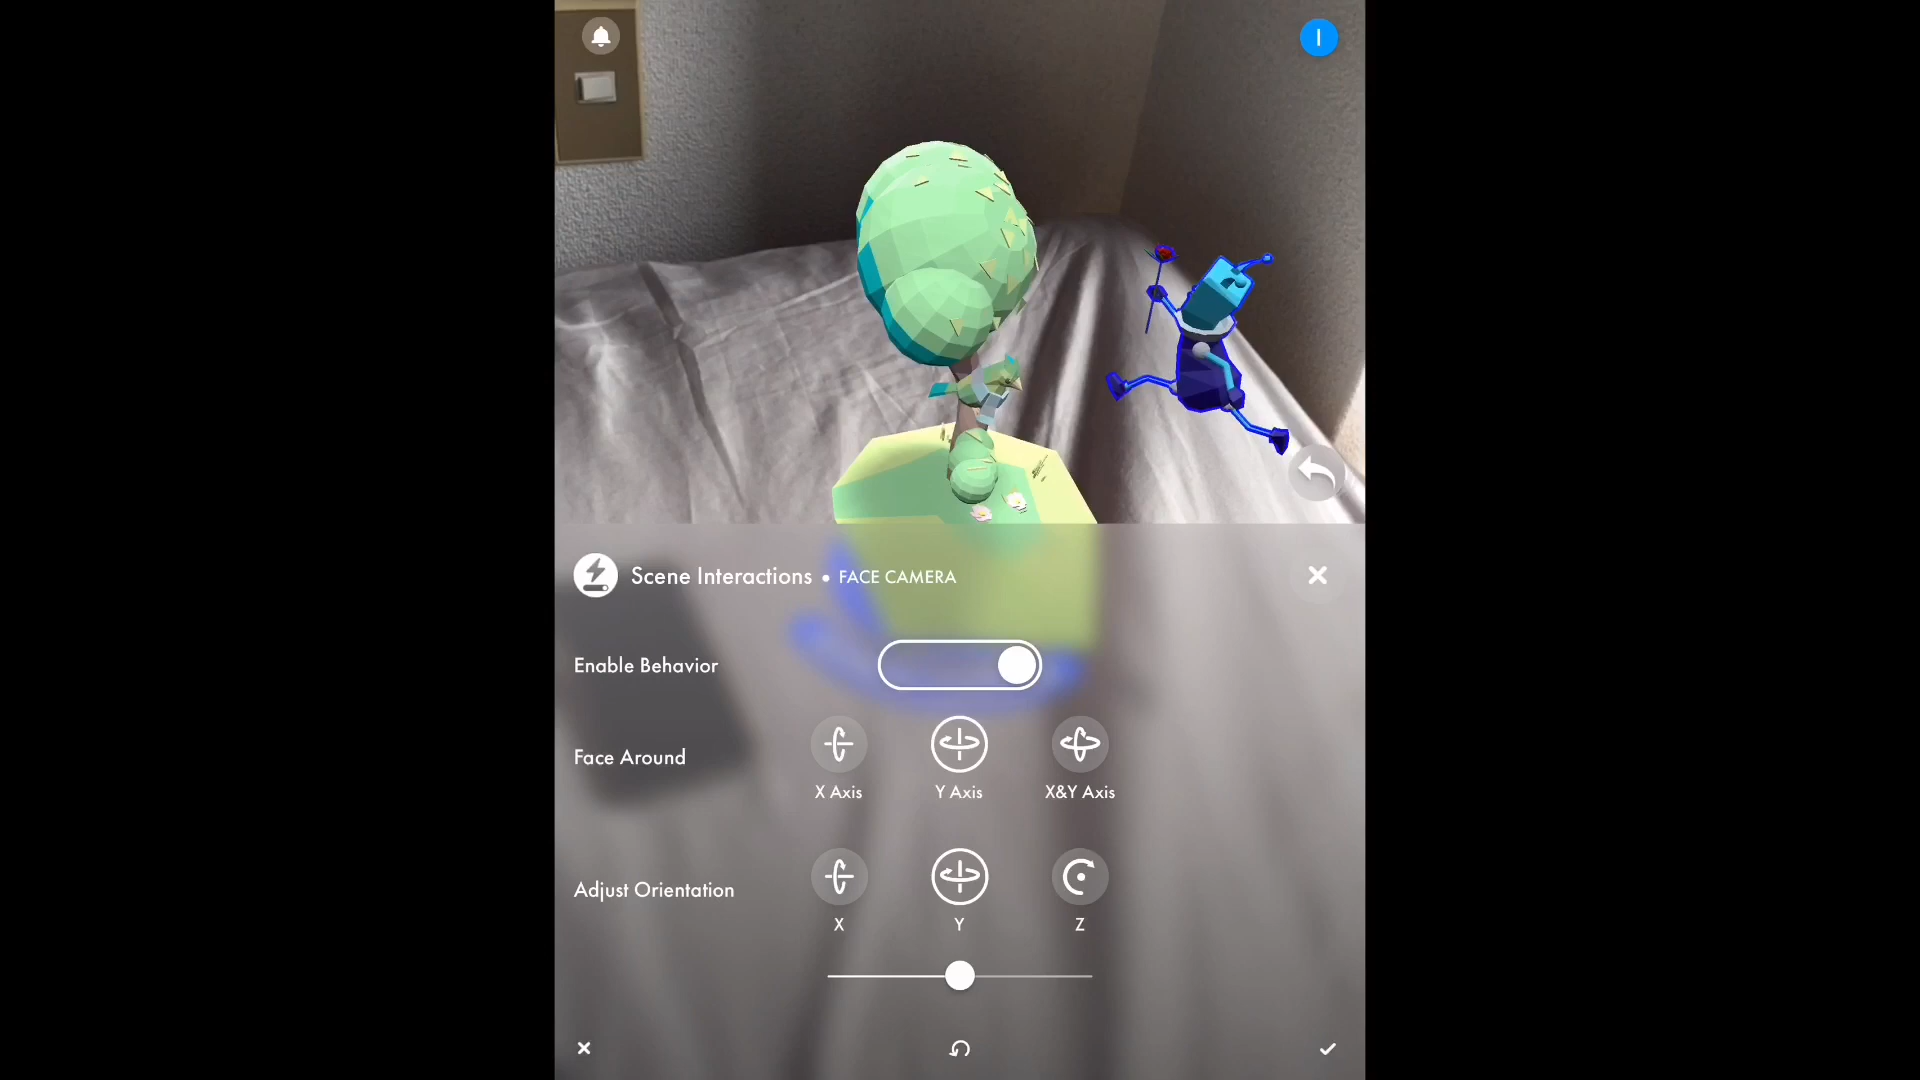 I
Scene Interactions • FACE CAMERA
Enable Behavior
Face Around
X Axis
Y Axis
X&Y Axis
Adjust Orientation
X
Y
Z